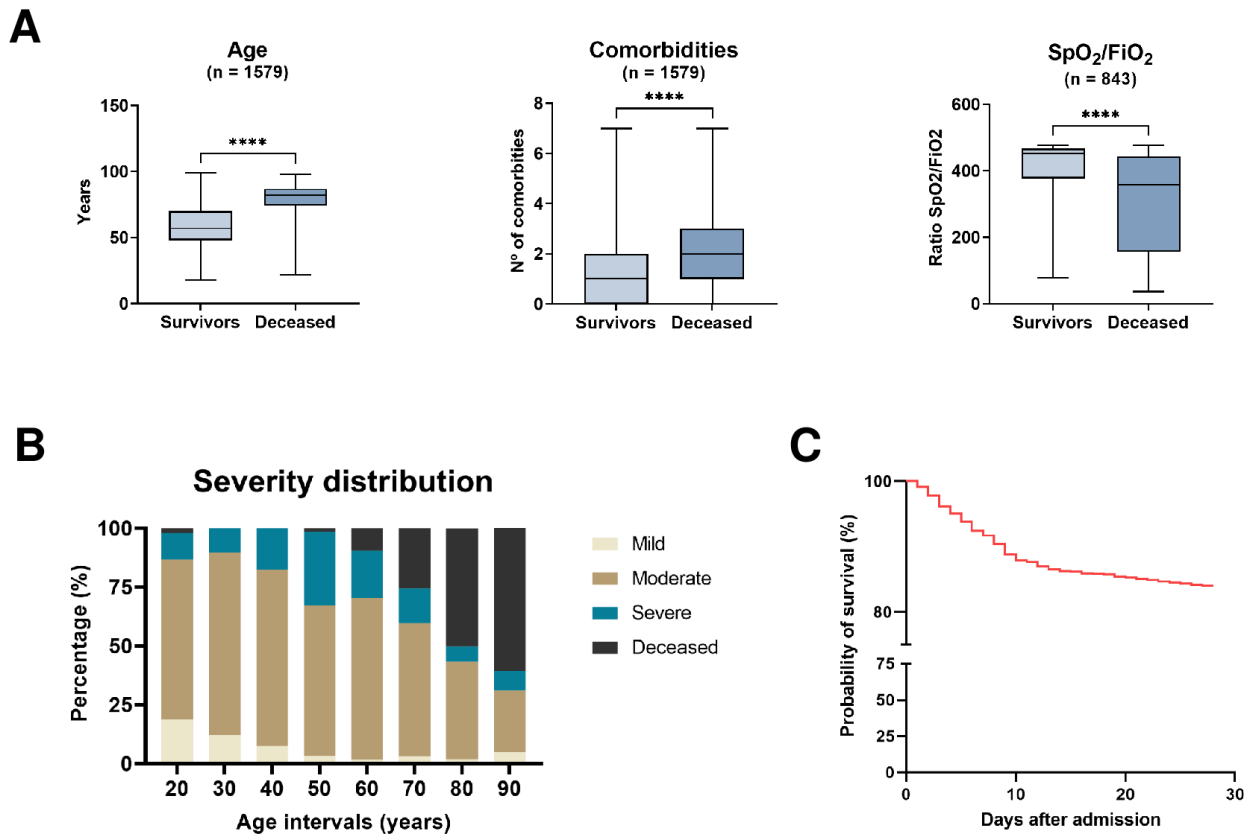 A
Age
(n = 1579)
150
100
50
0
Years
****
Survivors
Deceased
Comorbidities
(n = 1579)
8
6
4
2
0
Nº of comorbities
****
Survivors
Deceased
SpO2/FiO2
(n = 843)
600
400
200
0
Ratio SpO2/FiO2
****
Survivors
Deceased
B
Severity distribution
100
75
50
25
0
Percentage (%)
20 30 40 50 60 70 80 90
Age intervals (years)
Mild
Moderate
Severe
Deceased
C
100
80
75
50
25
0
Probability of survival (%)
0 10 20 30
Days after admission